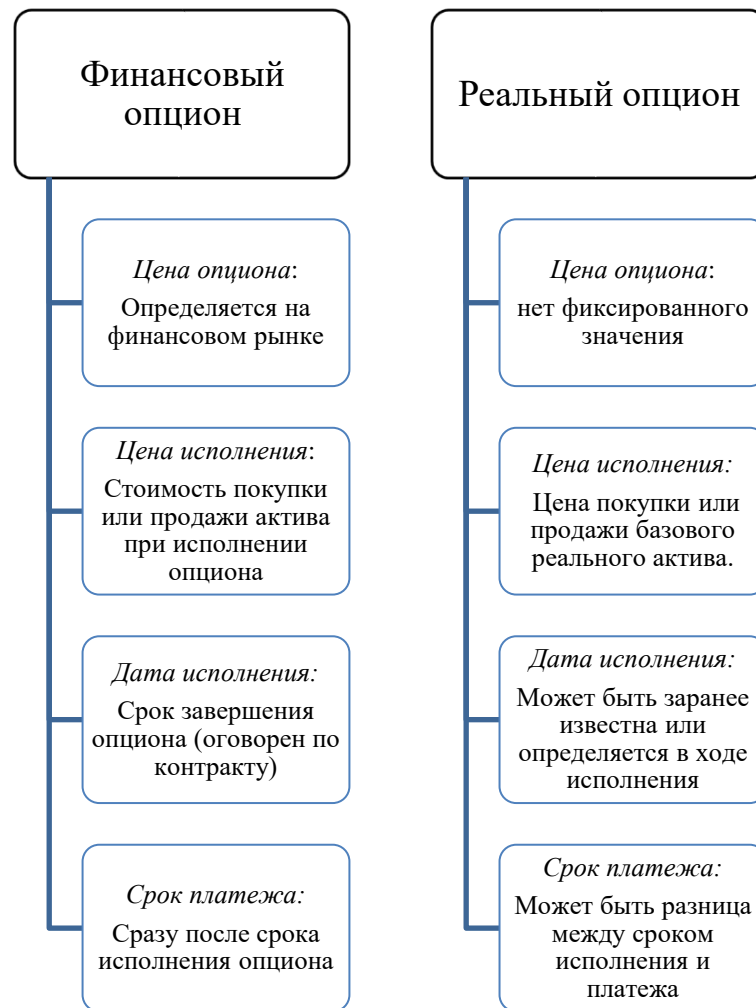 Финансовый
опцион
Цена опциона:
Определяется на
финансовом рынке
Цена исполнения:
Стоимость покупки
или продажи актива
при исполнении
опциона
Дата исполнения:
Срок завершения
опциона (оговорен по
контракту)
Срок платежа:
Сразу после срока
исполнения опциона
Реальный опцион
Цена опциона:
нет фиксированного
значения
Цена исполнения:
Цена покупки или
продажи базового
реального актива.
Дата исполнения:
Может быть заранее
известна или
определяется в ходе
исполнения
Срок платежа:
Может быть разница
между сроком
исполнения и
платежа